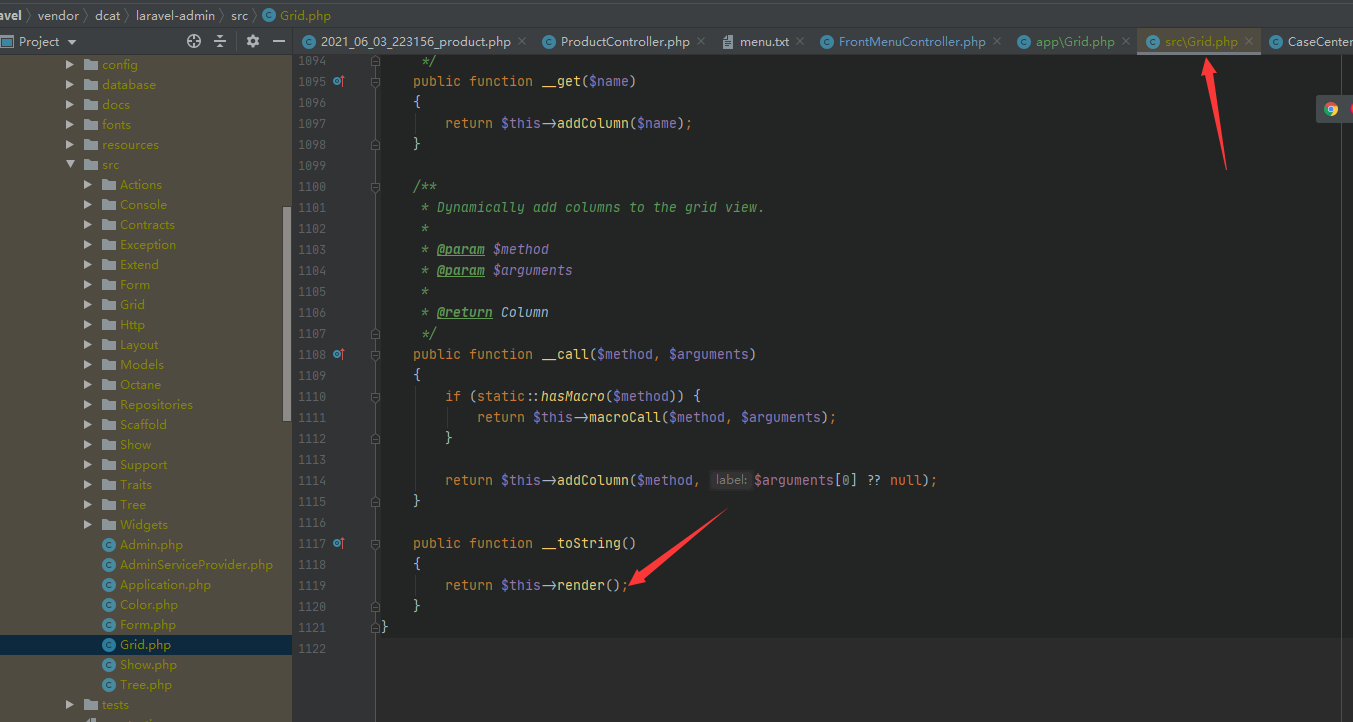 avel vendor dcat laravel-admin src Grid.php
Project
2021_06_03_223156_product.php ProductController.php menu.txt FrontMenuController.php app\Grid.php src\Grid.php CaseCenter
config
database
docs
fonts
resources
src
Actions
Console
Contracts
Exception
Extend
Form
Grid
Http
Layout
Models
Octane
Repositories
Scaffold
Show
Support
Traits
Tree
Widgets
Admin.php
AdminServiceProvider.php
Application.php
Color.php
Form.php
Grid.php
Show.php
Tree.php
tests
1094 */
1095 public function __get($name)
1096 {
1097 return $this->addColumn($name);
1098 }
1099
1100 /**
1101 * Dynamically add columns to the grid view.
1102 *
1103 * @param $method
1104 * @param $arguments
1105 *
1106 * @return Column
1107 */
1108 public function __call($method, $arguments)
1109 {
1110 if (static::hasMacro($method)) {
1111 return $this->macroCall($method, $arguments);
1112 }
1113
1114 return $this->addColumn($method, label: $arguments[0] ?? null);
1115 }
1116
1117 public function __toString()
1118 {
1119 return $this->render();
1120 }
1121 }
1122